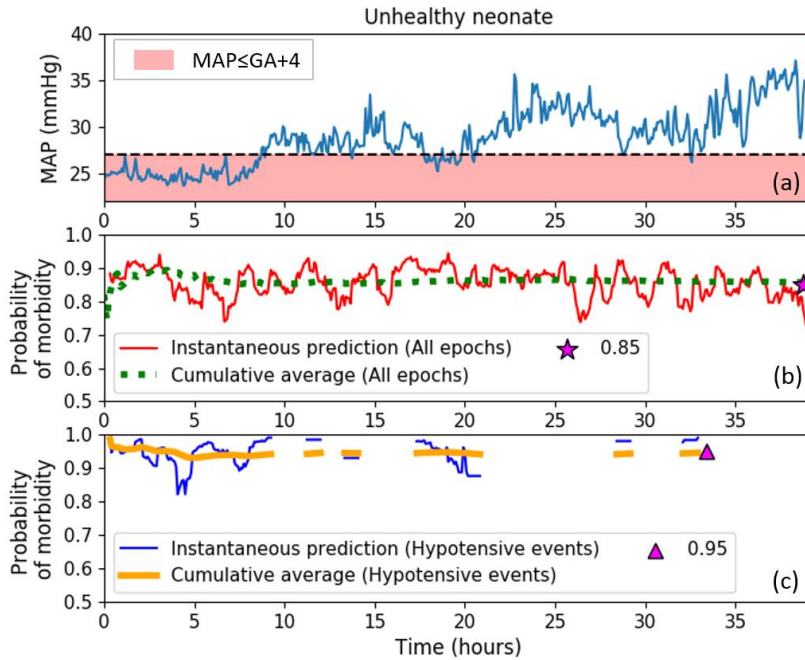 Unhealthy neonate
40
35
30
25
MAP (mmHg)
MAP≤GA+4
(a)
0 5 10 15 20 25 30 35
1.0
0.9
0.8
0.7
0.6
0.5
Probability
of morbidity
Instantaneous prediction (All epochs) 0.85
Cumulative average (All epochs)
(b)
0 5 10 15 20 25 30 35
1.0
0.9
0.8
0.7
0.6
0.5
Probability
of morbidity
Instantaneous prediction (Hypotensive events) 0.95
Cumulative average (Hypotensive events)
(c)
0 5 10 15 20 25 30 35
Time (hours)